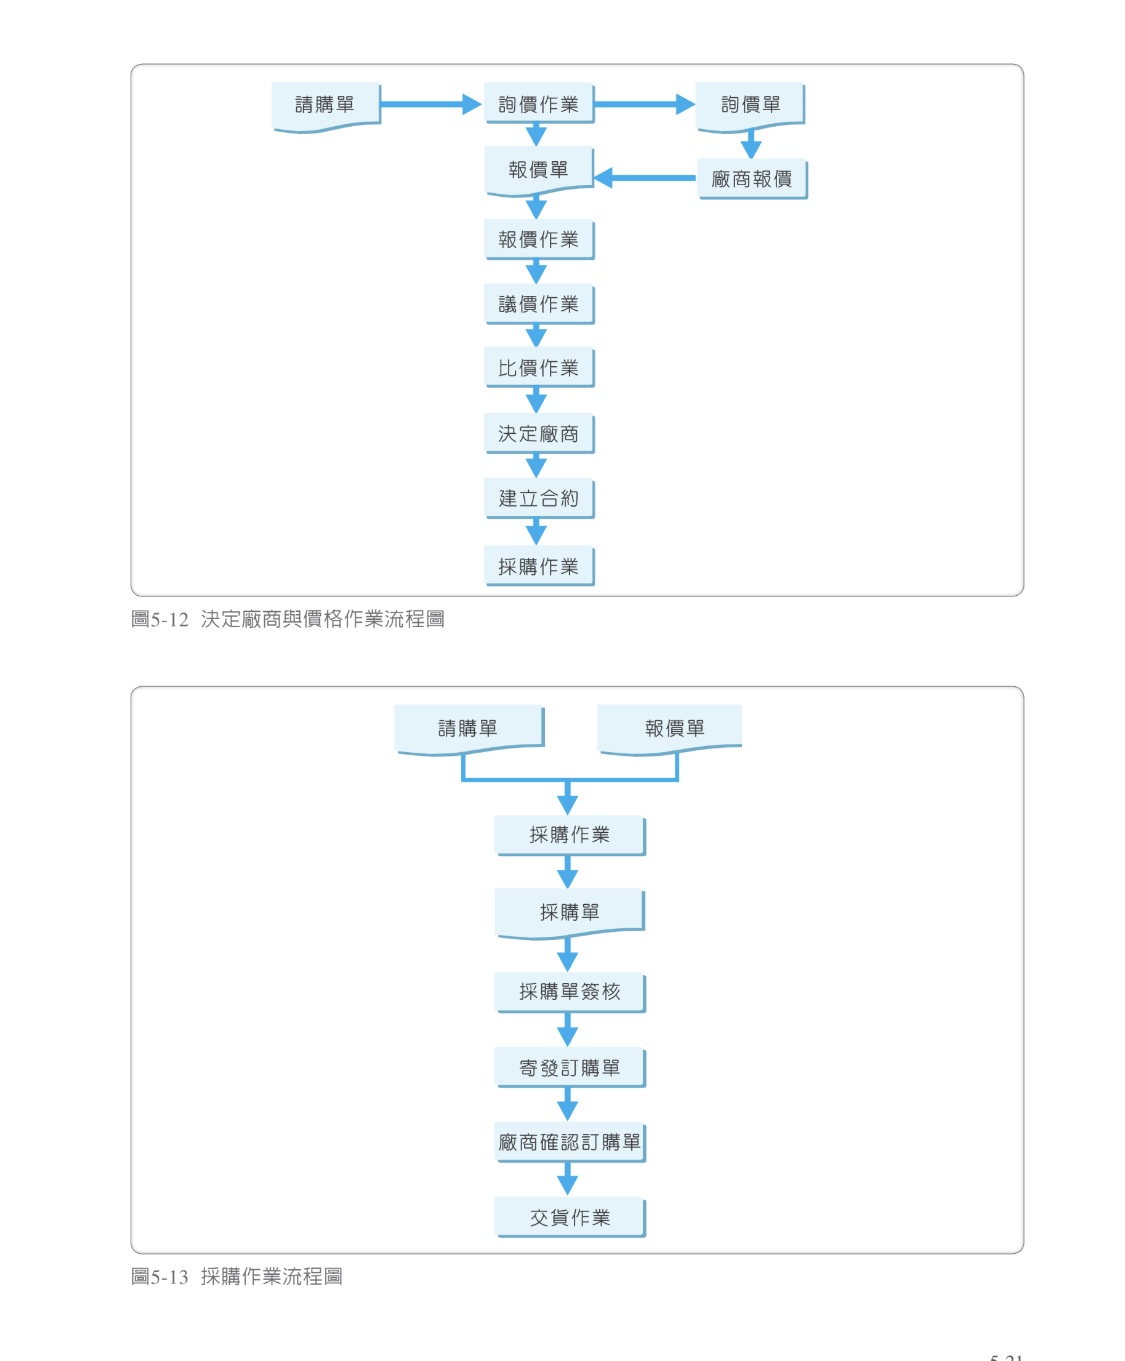 請購單
詢價作業
詢價單
報價單
廠商報價
報價作業
議價作業
比價作業
決定廠商
建立合約
採購作業
圖5-12 決定廠商與價格作業流程圖
請購單
報價單
採購作業
採購單
採購單簽核
寄發訂購單
廠商確認訂購單
交貨作業
圖5-13 採購作業流程圖
5-21